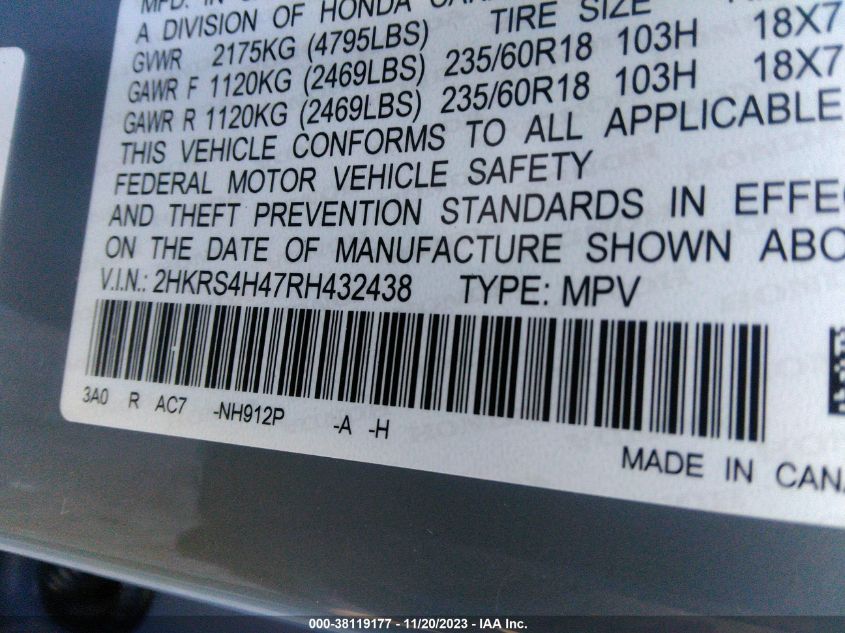 A DIVISION OF HONDA
GVWR 2175KG (4795LBS) TIRE SIZE
GAWR F 1120KG (2469LBS) 235/60R18 103H 18X7
GAWR R 1120KG (2469LBS) 235/60R18 103H 18X7
THIS VEHICLE CONFORMS TO ALL APPLICABLE
FEDERAL MOTOR VEHICLE SAFETY
AND THEFT PREVENTION STANDARDS IN EFFE
ON THE DATE OF MANUFACTURE SHOWN ABO
V.I.N.: 2HKRS4H47RH432438 TYPE: MPV
3A0 R AC7 -NH912P -A -H
MADE IN CANA
000-38119177 - 11/20/2023 - IAA Inc.